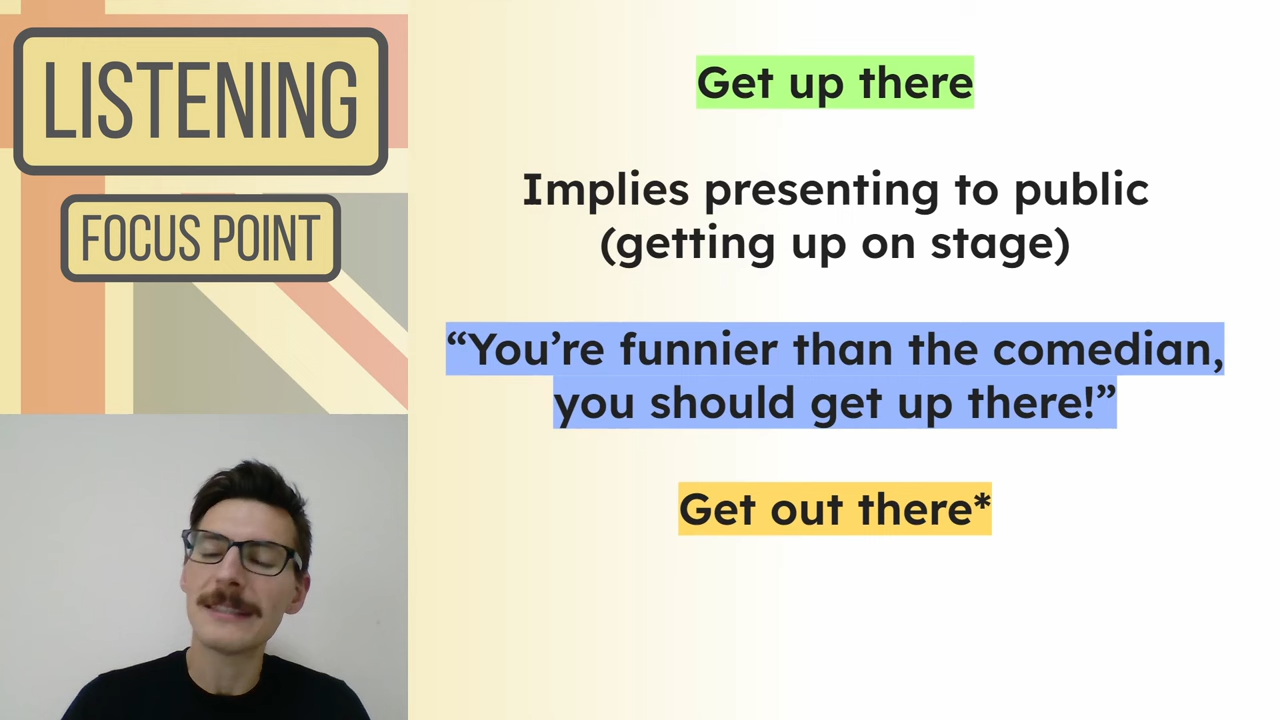 LISTENING
FOCUS POINT
Get up there
Implies presenting to public
(getting up on stage)
“You’re funnier than the comedian,
you should get up there!”
Get out there*